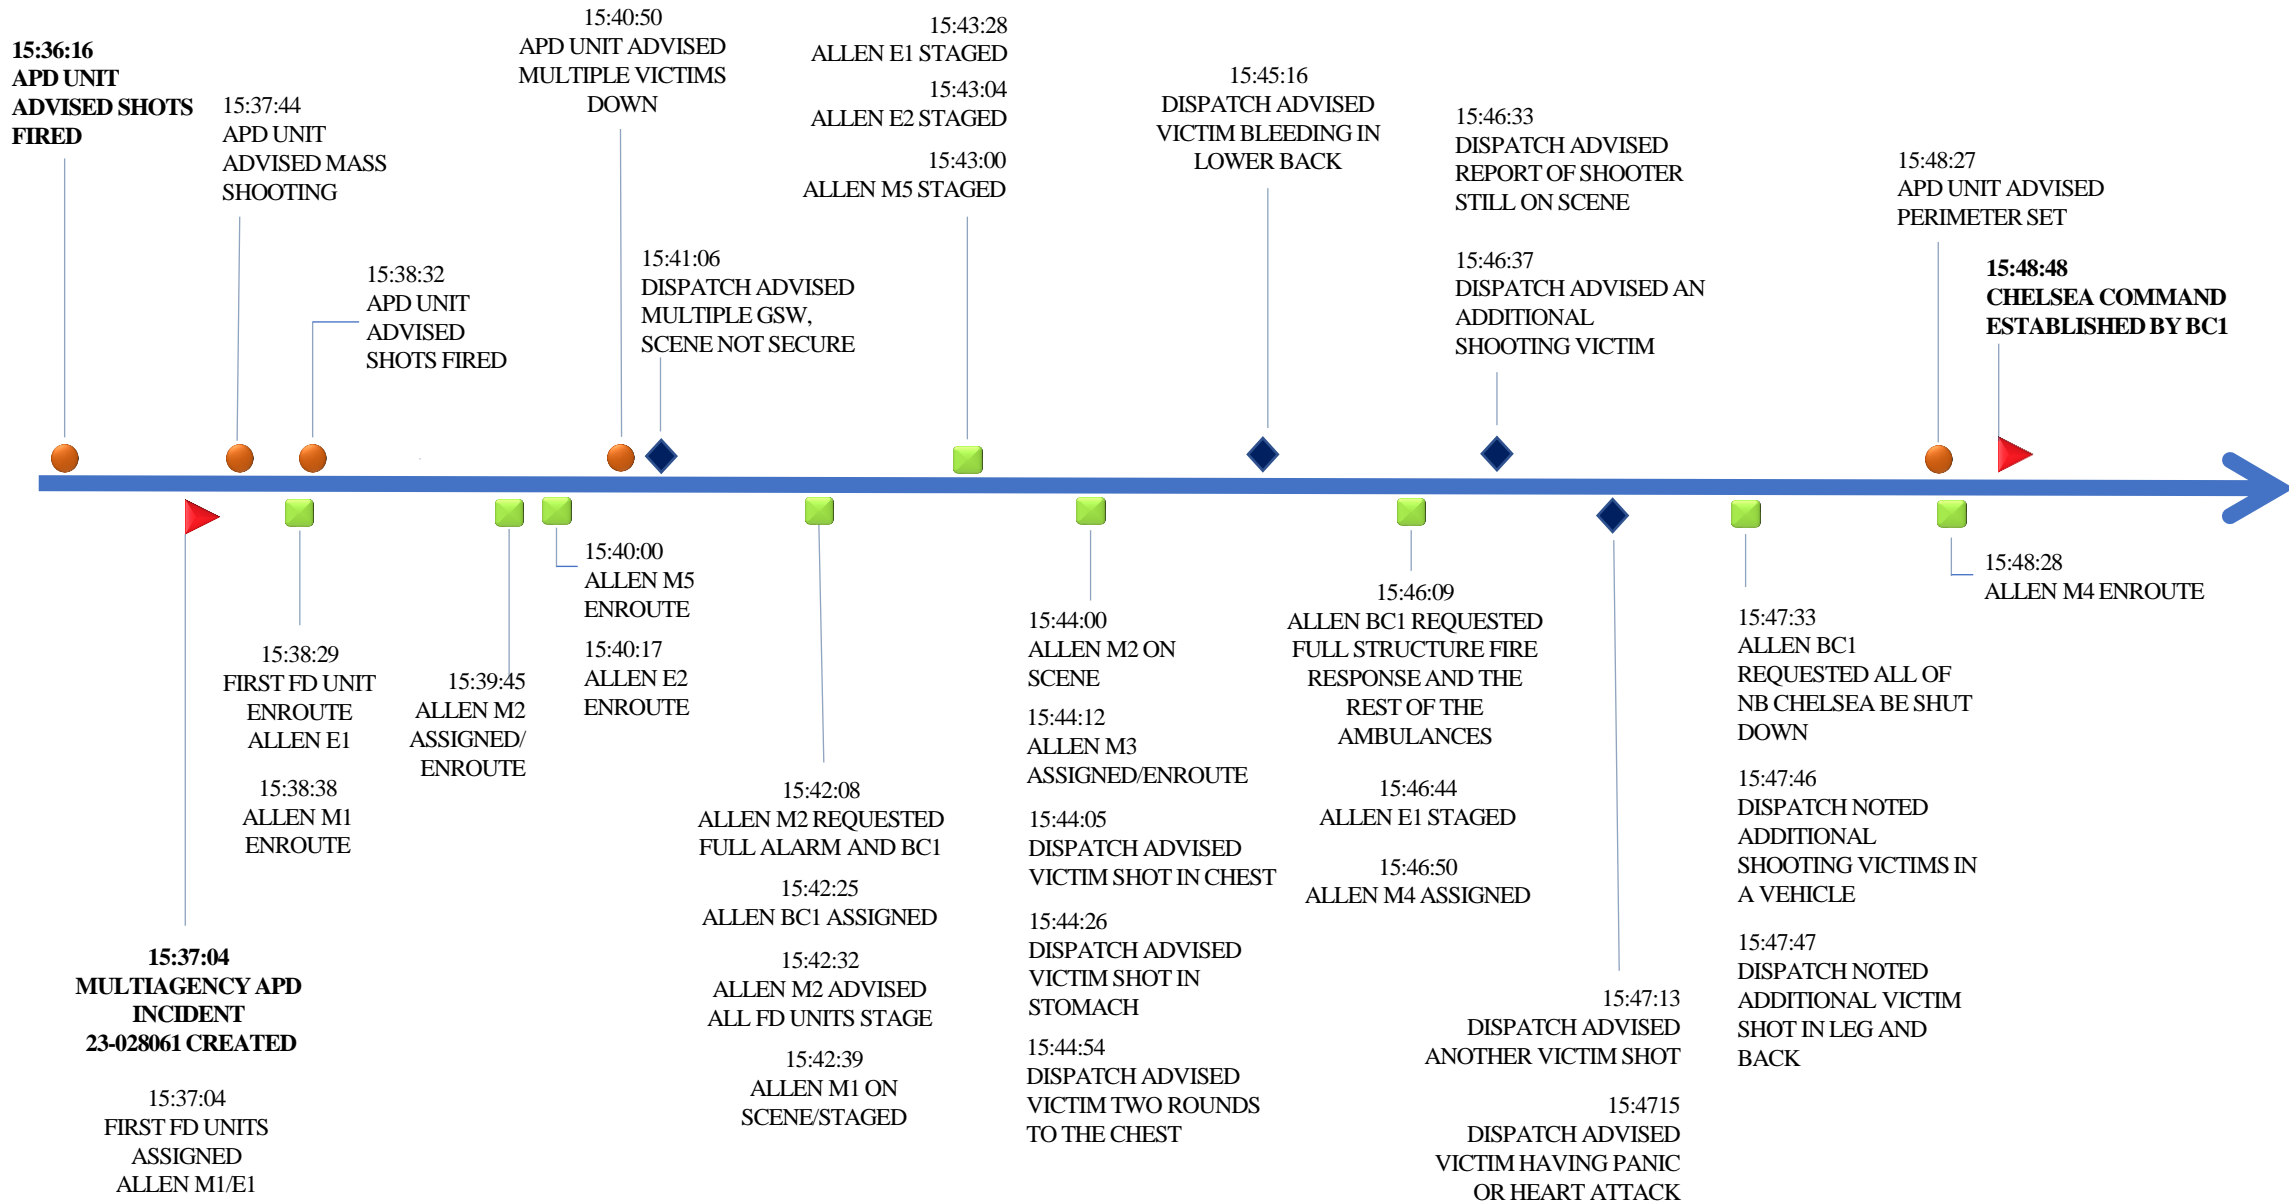 15:36:16
APD UNIT
ADVISED SHOTS
FIRED
15:37:44
APD UNIT
ADVISED MASS
SHOOTING
15:38:32
APD UNIT
ADVISED
SHOTS FIRED
15:40:50
APD UNIT ADVISED
MULTIPLE VICTIMS
DOWN
15:41:06
DISPATCH ADVISED
MULTIPLE GSW,
SCENE NOT SECURE
15:43:28
ALLEN E1 STAGED
15:43:04
ALLEN E2 STAGED
15:43:00
ALLEN M5 STAGED
15:45:16
DISPATCH ADVISED
VICTIM BLEEDING IN
LOWER BACK
15:46:33
DISPATCH ADVISED
REPORT OF SHOOTER
STILL ON SCENE
15:46:37
DISPATCH ADVISED AN
ADDITIONAL
SHOOTING VICTIM
15:48:27
APD UNIT ADVISED
PERIMETER SET
15:48:48
CHELSEA COMMAND
ESTABLISHED BY BC1
15:37:04
MULTIAGENCY APD
INCIDENT
23-028061 CREATED
15:37:04
FIRST FD UNITS
ASSIGNED
ALLEN M1/E1
15:38:29
FIRST FD UNIT
ENROUTE
ALLEN E1
15:38:38
ALLEN M1
ENROUTE
15:39:45
ALLEN M2
ASSIGNED/
ENROUTE
15:40:00
ALLEN M5
ENROUTE
15:40:17
ALLEN E2
ENROUTE
15:42:08
ALLEN M2 REQUESTED
FULL ALARM AND BC1
15:42:25
ALLEN BC1 ASSIGNED
15:42:32
ALLEN M2 ADVISED
ALL FD UNITS STAGE
15:42:39
ALLEN M1 ON
SCENE/STAGED
15:44:00
ALLEN M2 ON
SCENE
15:44:12
ALLEN M3
ASSIGNED/ENROUTE
15:44:05
DISPATCH ADVISED
VICTIM SHOT IN CHEST
15:44:26
DISPATCH ADVISED
VICTIM SHOT IN
STOMACH
15:44:54
DISPATCH ADVISED
VICTIM TWO ROUNDS
TO THE CHEST
15:46:09
ALLEN BC1 REQUESTED
FULL STRUCTURE FIRE
RESPONSE AND THE
REST OF THE
AMBULANCES
15:46:44
ALLEN E1 STAGED
15:46:50
ALLEN M4 ASSIGNED
15:47:13
DISPATCH ADVISED
ANOTHER VICTIM SHOT
15:4715
DISPATCH ADVISED
VICTIM HAVING PANIC
OR HEART ATTACK
15:47:33
ALLEN BC1
REQUESTED ALL OF
NB CHELSEA BE SHUT
DOWN
15:47:46
DISPATCH NOTED
ADDITIONAL
SHOOTING VICTIMS IN
A VEHICLE
15:47:47
DISPATCH NOTED
ADDITIONAL VICTIM
SHOT IN LEG AND
BACK
15:48:28
ALLEN M4 ENROUTE